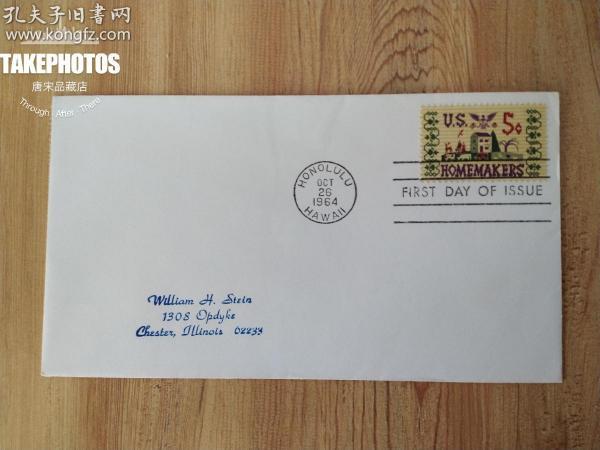 孔夫子旧书网
www.kongfz.com
TAKEPHOTOS
唐宋品藏店
Through After There
U.S. 5¢
HOMEMAKERS
HONOLULU
OCT
26
1964
HAWAII
FIRST DAY OF ISSUE
William H. Stein
1308 Opdyke
Chester, Illinois 62233